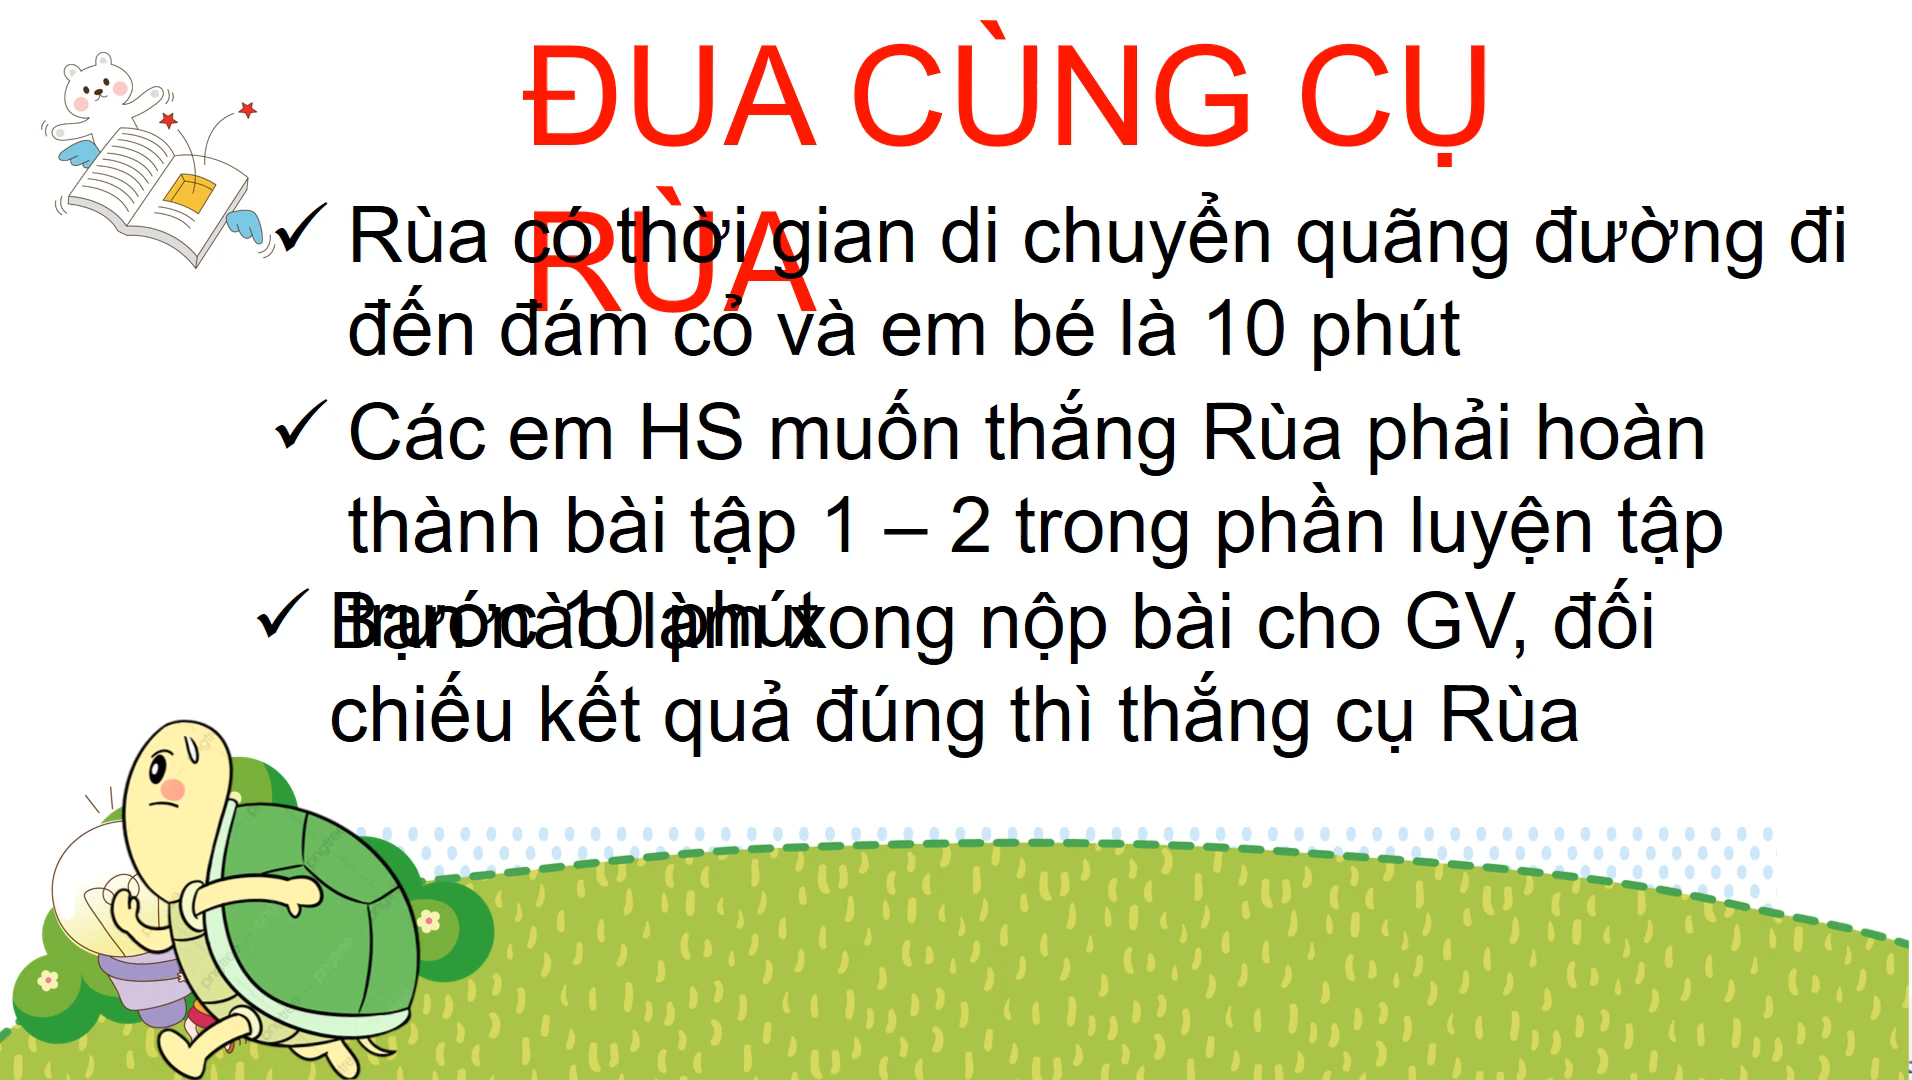 ĐUA CÙNG CỤ
RÙA
Rùa có thời gian di chuyển quãng đường đi
đến đám cỏ và em bé là 10 phút
Các em HS muốn thắng Rùa phải hoàn
thành bài tập 1 – 2 trong phần luyện tập
trước 10 phút
Bạn nào làm xong nộp bài cho GV, đối
chiếu kết quả đúng thì thắng cụ Rùa